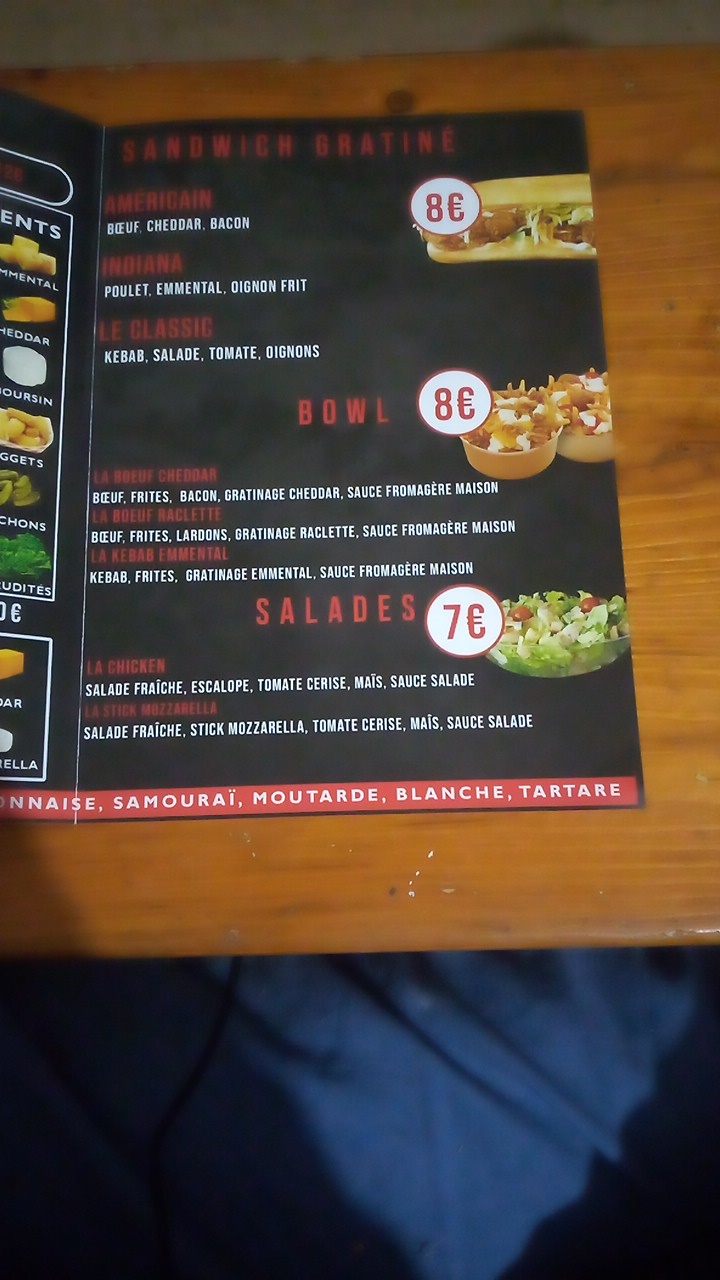 ENTS
MMENTAL
HEDDAR
OURSIN
GGETS
CHONS
UDITÉS
0€
DAR
RELLA
SANDWICH GRATINÉ
8€
AMÉRICAIN
BŒUF, CHEDDAR, BACON
INDIANA
POULET, EMMENTAL, OIGNON FRIT
LE CLASSIC
KEBAB, SALADE, TOMATE, OIGNONS
BOWL 8€
LA BOEUF CHEDDAR
BŒUF, FRITES, BACON, GRATINAGE CHEDDAR, SAUCE FROMAGÈRE MAISON
LA BOEUF RACLETTE
BŒUF, FRITES, LARDONS, GRATINAGE RACLETTE, SAUCE FROMAGÈRE MAISON
LA KEBAB EMMENTAL
KEBAB, FRITES, GRATINAGE EMMENTAL, SAUCE FROMAGÈRE MAISON
SALADES 7€
LA CHICKEN
SALADE FRAÎCHE, ESCALOPE, TOMATE CERISE, MAÏS, SAUCE SALADE
LA STICK MOZZARELLA
SALADE FRAÎCHE, STICK MOZZARELLA, TOMATE CERISE, MAÏS, SAUCE SALADE
ONNAISE, SAMOURAÏ, MOUTARDE, BLANCHE, TARTARE